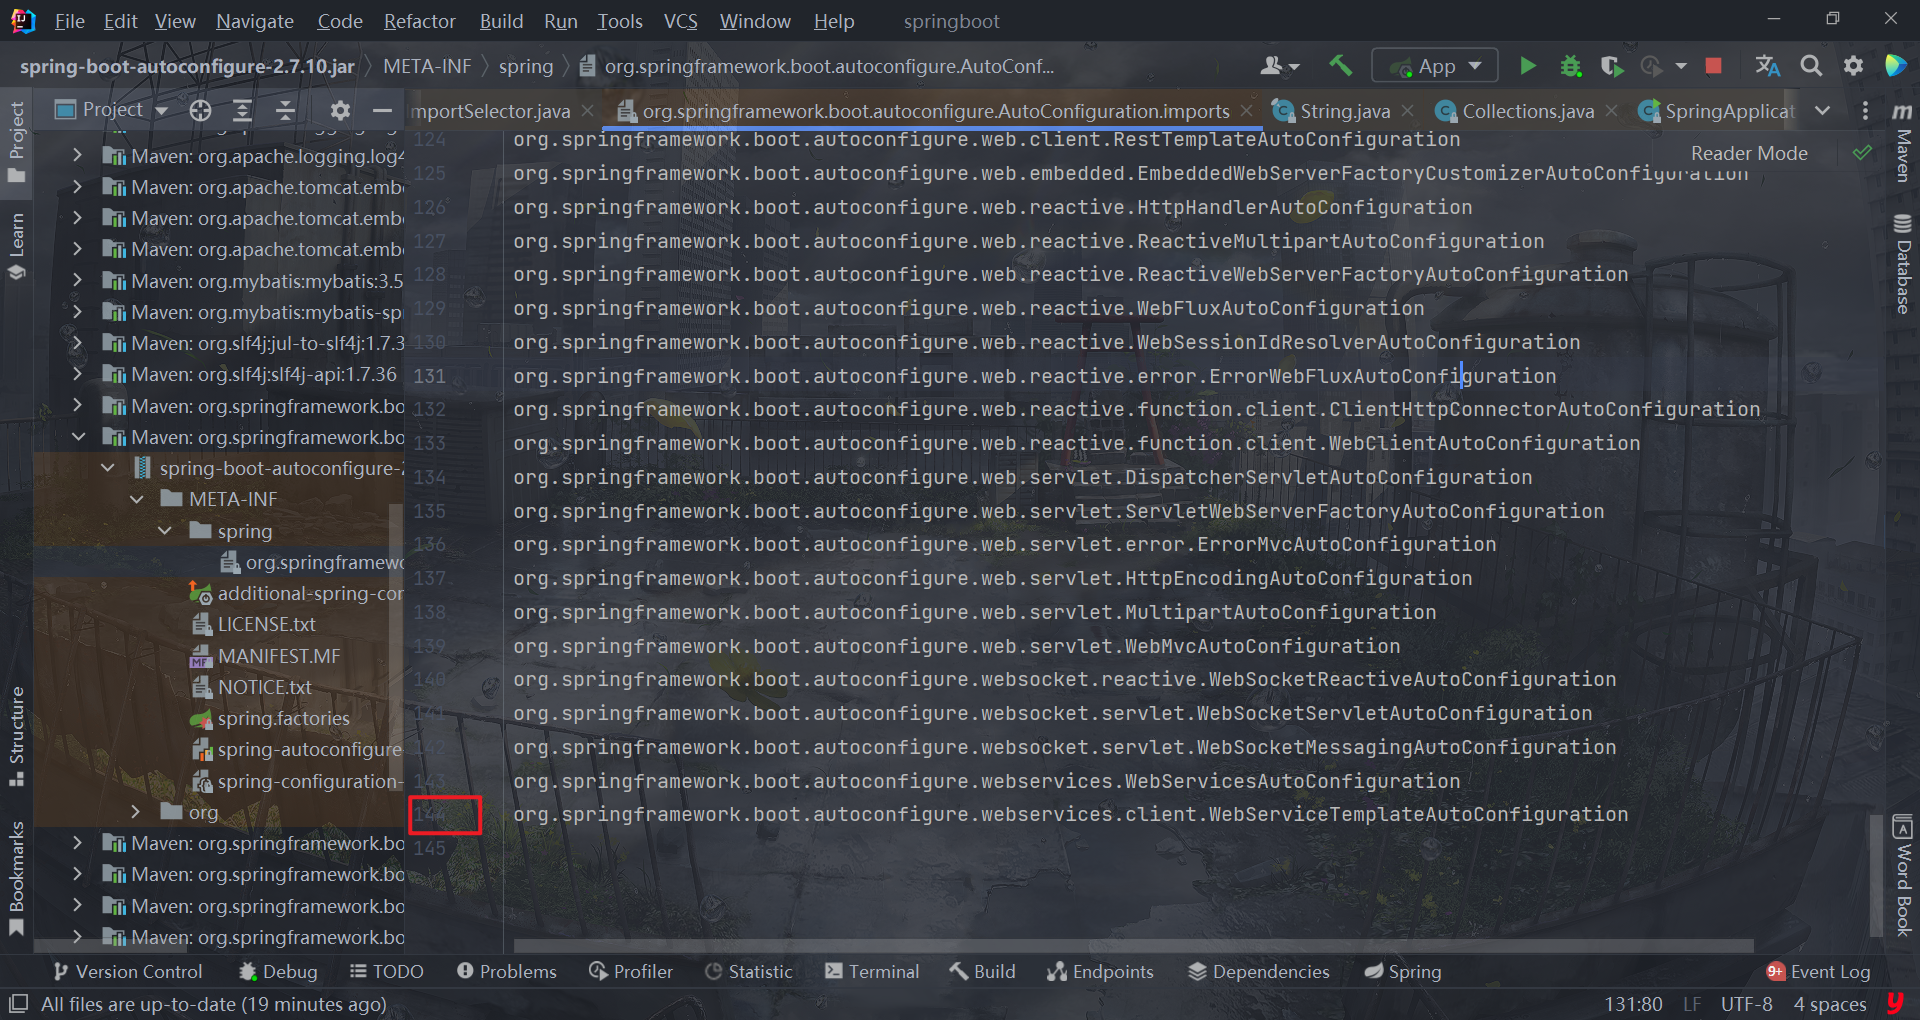 File Edit View Navigate Code Refactor Build Run Tools VCS Window Help springboot
spring-boot-autoconfigure-2.7.10.jar META-INF spring org.springframework.boot.autoconfigure.AutoConf... App
Project
mportSelector.java org.springframework.boot.autoconfigure.AutoConfiguration.imports String.java Collections.java SpringApplicat
Reader Mode
Project
Learn
Structure
Bookmarks
Maven: org.apache.logging.log4
Maven: org.apache.tomcat.embe
Maven: org.apache.tomcat.embe
Maven: org.apache.tomcat.embe
Maven: org.mybatis:mybatis:3.5
Maven: org.mybatis:mybatis-spr
Maven: org.slf4j:jul-to-slf4j:1.7.3
Maven: org.slf4j:slf4j-api:1.7.36
Maven: org.springframework.bo
Maven: org.springframework.bo
spring-boot-autoconfigure-2
META-INF
spring
org.springframewo
additional-spring-cor
LICENSE.txt
MF MANIFEST.MF
NOTICE.txt
spring.factories
spring-autoconfigure
spring-configuration-
org
Maven: org.springframework.bo
Maven: org.springframework.bo
Maven: org.springframework.bo
Maven: org.springframework.bo
124 org.springframework.boot.autoconfigure.web.client.RestTemplateAutoConfiguration
125 org.springframework.boot.autoconfigure.web.embedded.EmbeddedWebServerFactoryCustomizerAutoConfiguration
126 org.springframework.boot.autoconfigure.web.reactive.HttpHandlerAutoConfiguration
127 org.springframework.boot.autoconfigure.web.reactive.ReactiveMultipartAutoConfiguration
128 org.springframework.boot.autoconfigure.web.reactive.ReactiveWebServerFactoryAutoConfiguration
129 org.springframework.boot.autoconfigure.web.reactive.WebFluxAutoConfiguration
130 org.springframework.boot.autoconfigure.web.reactive.WebSessionIdResolverAutoConfiguration
131 org.springframework.boot.autoconfigure.web.reactive.error.ErrorWebFluxAutoConfiguration
132 org.springframework.boot.autoconfigure.web.reactive.function.client.ClientHttpConnectorAutoConfiguration
133 org.springframework.boot.autoconfigure.web.reactive.function.client.WebClientAutoConfiguration
134 org.springframework.boot.autoconfigure.web.servlet.DispatcherServletAutoConfiguration
135 org.springframework.boot.autoconfigure.web.servlet.ServletWebServerFactoryAutoConfiguration
136 org.springframework.boot.autoconfigure.web.servlet.error.ErrorMvcAutoConfiguration
137 org.springframework.boot.autoconfigure.web.servlet.HttpEncodingAutoConfiguration
138 org.springframework.boot.autoconfigure.web.servlet.MultipartAutoConfiguration
139 org.springframework.boot.autoconfigure.web.servlet.WebMvcAutoConfiguration
140 org.springframework.boot.autoconfigure.websocket.reactive.WebSocketReactiveAutoConfiguration
141 org.springframework.boot.autoconfigure.websocket.servlet.WebSocketServletAutoConfiguration
142 org.springframework.boot.autoconfigure.websocket.servlet.WebSocketMessagingAutoConfiguration
143 org.springframework.boot.autoconfigure.webservices.WebServicesAutoConfiguration
144 org.springframework.boot.autoconfigure.webservices.client.WebServiceTemplateAutoConfiguration
145
Maven
Database
Word Book
Version Control Debug TODO Problems Profiler Statistic Terminal Build Endpoints Dependencies Spring 9+ Event Log
All files are up-to-date (19 minutes ago) 131:80 LF UTF-8 4 spaces